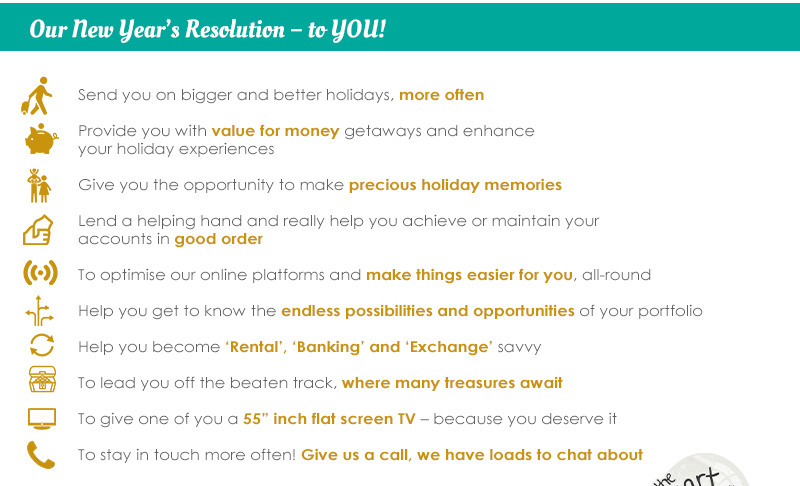 Our New Year's Resolution – to YOU!
Send you on bigger and better holidays, more often
Provide you with value for money getaways and enhance
your holiday experiences
Give you the opportunity to make precious holiday memories
Lend a helping hand and really help you achieve or maintain your
accounts in good order
To optimise our online platforms and make things easier for you, all-round
Help you get to know the endless possibilities and opportunities of your portfolio
Help you become ‘Rental’, ‘Banking’ and ‘Exchange’ savvy
To lead you off the beaten track, where many treasures await
To give one of you a 55” inch flat screen TV – because you deserve it
To stay in touch more often! Give us a call, we have loads to chat about
the